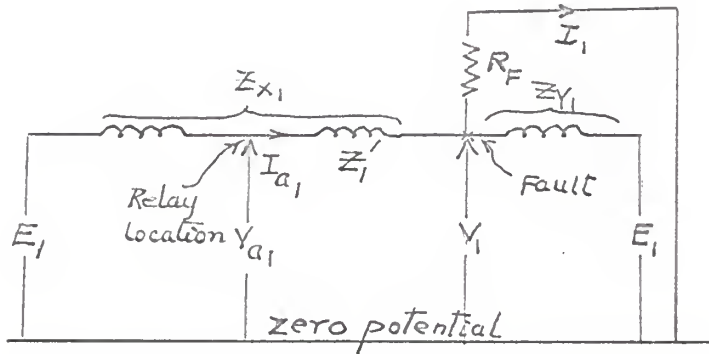 I₁
R_F
Z_X₁
Z_Y₁
I_a₁
Z₁′
Relay
Location
Fault
E₁
V_a₁
V₁
E₁
zero potential